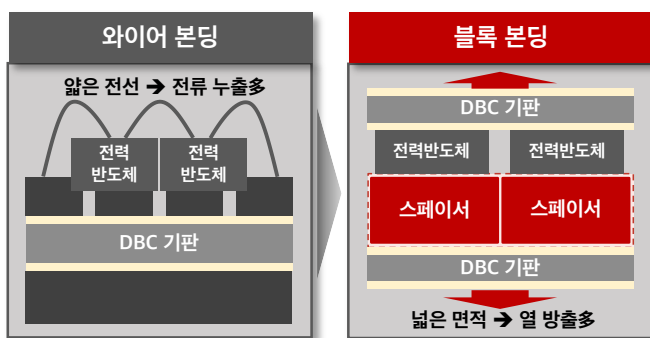 와이어 본딩
얇은 전선 ➔ 전류 누출多
전력
반도체
전력
반도체
DBC 기판
블록 본딩
DBC 기판
전력반도체
전력반도체
스페이서
스페이서
DBC 기판
넓은 면적 ➔ 열 방출多